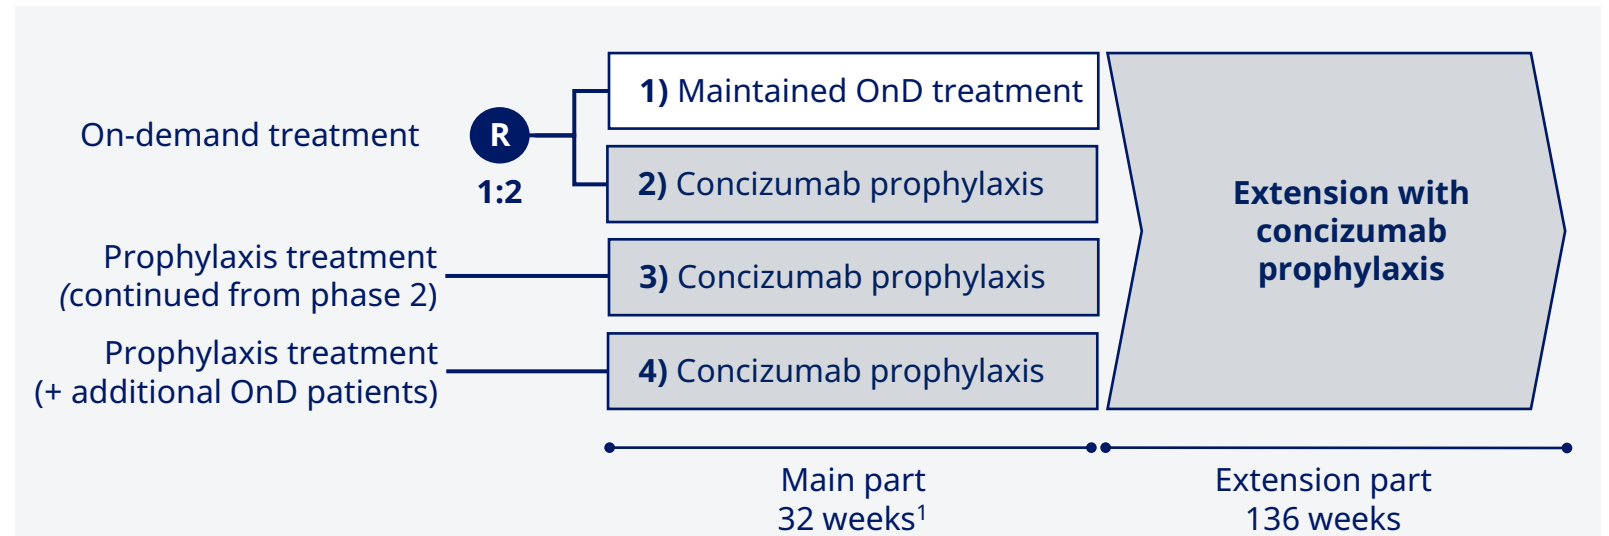 On-demand treatment
R
1:2
1) Maintained OnD treatment
2) Concizumab prophylaxis
Prophylaxis treatment
(continued from phase 2)
3) Concizumab prophylaxis
Prophylaxis treatment
(+ additional OnD patients)
4) Concizumab prophylaxis
Extension with
concizumab
prophylaxis
Main part
32 weeks¹
Extension part
136 weeks